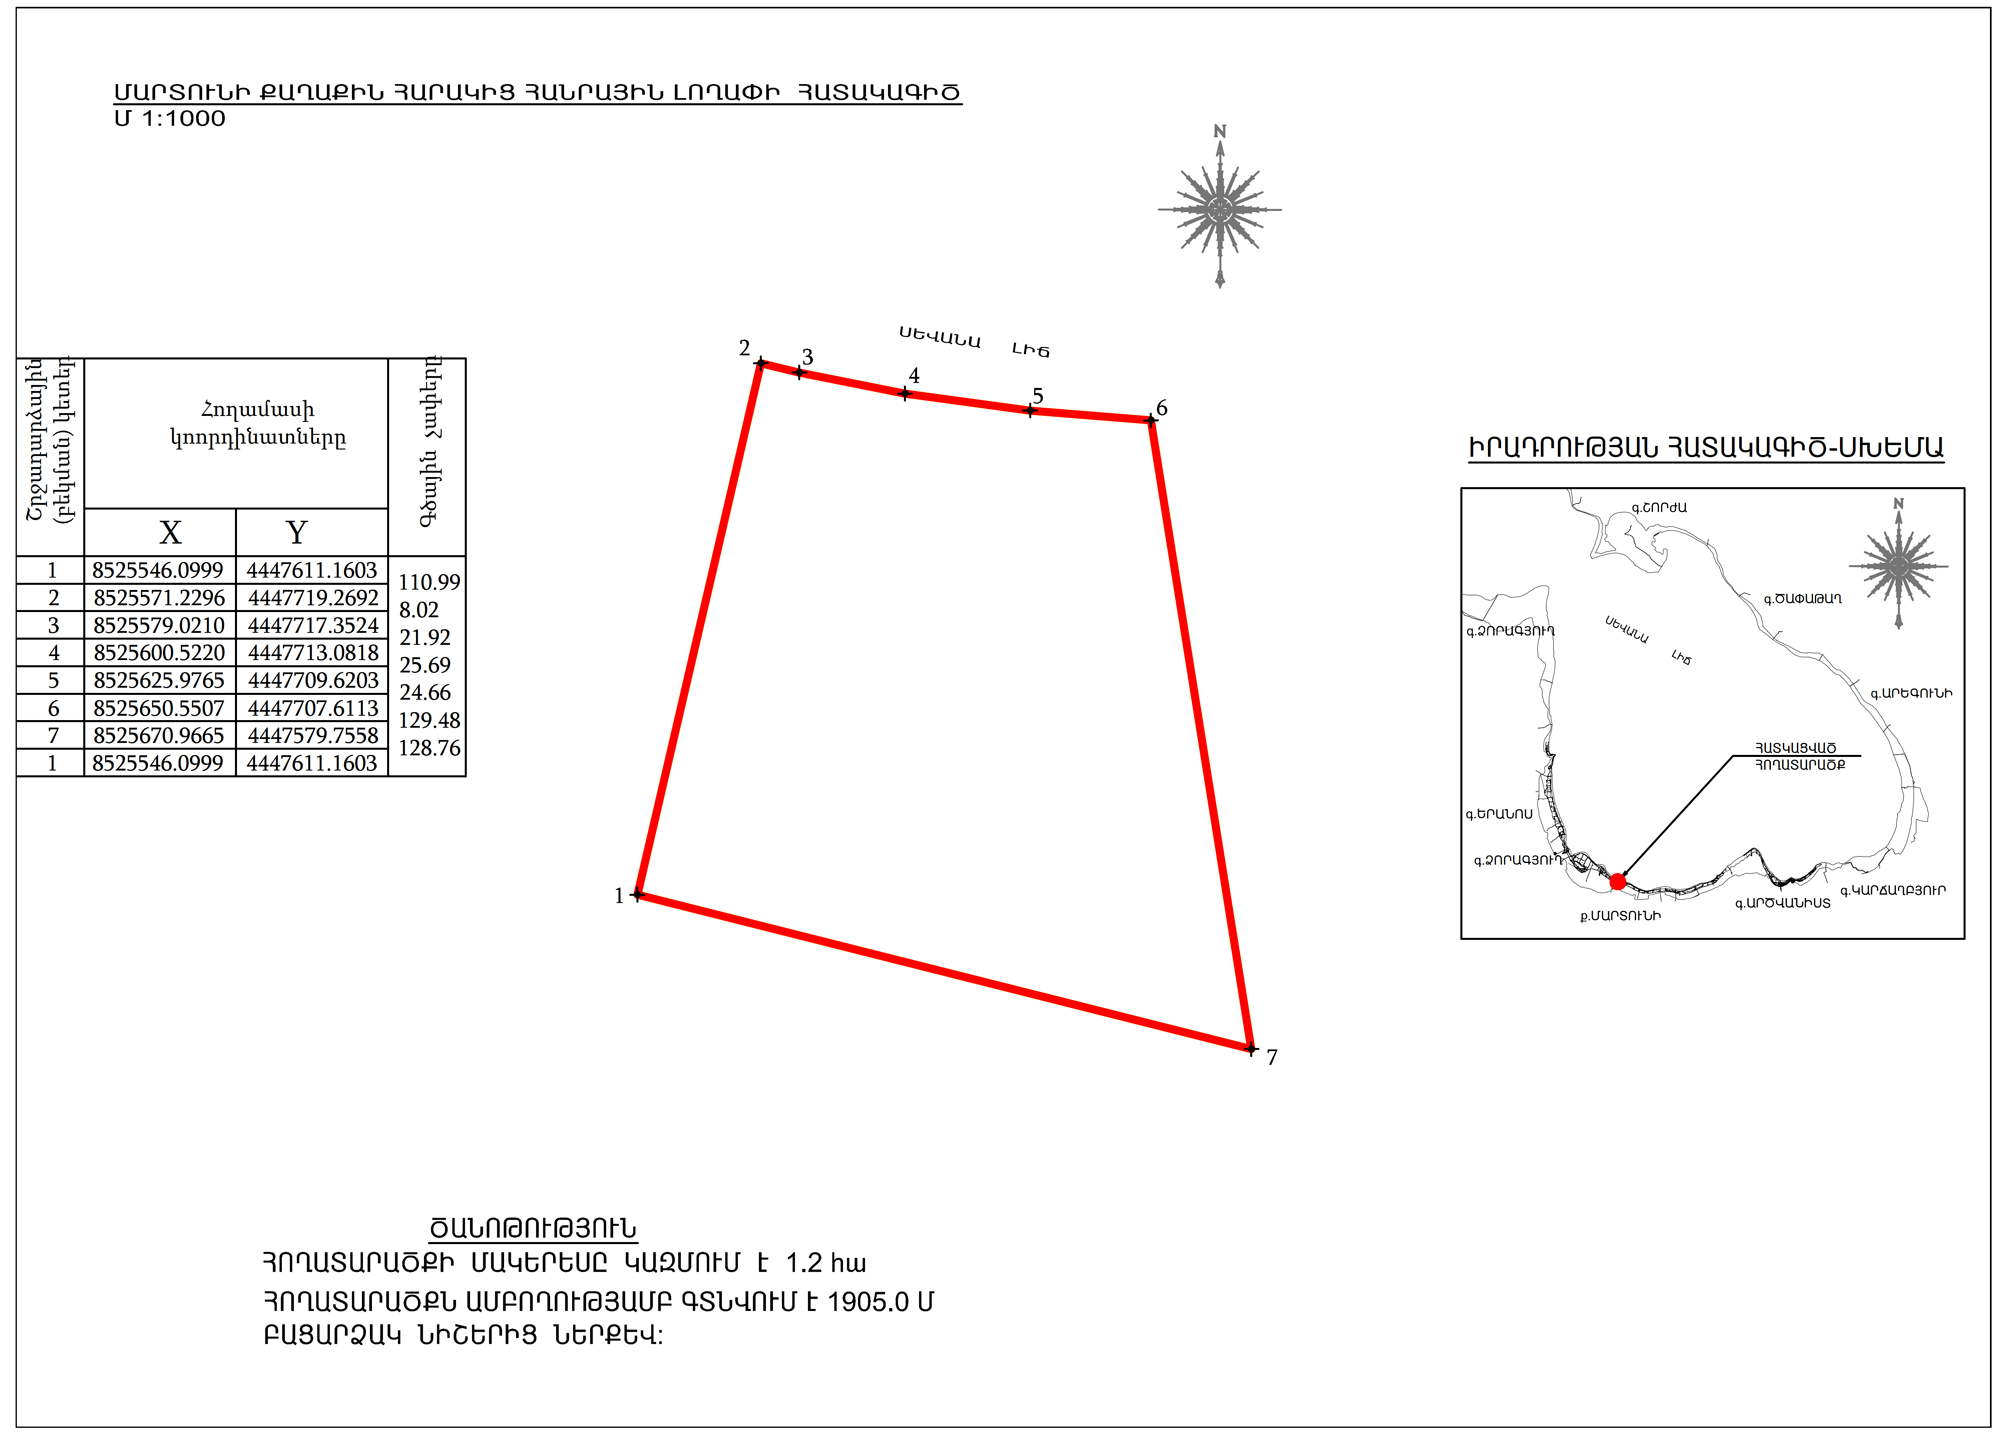 ՄԱՐՏՈՒՆԻ ՔԱՂԱՔԻՆ ՀԱՐԱԿԻՑ ՀԱՆՐԱՅԻՆ ԼՈՂԱՓԻ ՀԱՏԱԿԱԳԻԾ
Մ 1:1000
N
ՍԵՎԱՆԱ ԼԻՃ
2
3
4
5
6
1
7
Շրջադարձային
(բեկման) կետեր
Հողամասի
կոորդինատները
Գծային չափերը
X Y
1 8525546.0999 4447611.1603
110.99
2 8525571.2296 4447719.2692
8.02
3 8525579.0210 4447717.3524
21.92
4 8525600.5220 4447713.0818
25.69
5 8525625.9765 4447709.6203
24.66
6 8525650.5507 4447707.6113
129.48
7 8525670.9665 4447579.7558
128.76
1 8525546.0999 4447611.1603
ԻՐԱԴՐՈՒԹՅԱՆ ՀԱՏԱԿԱԳԻԾ-ՍԽԵՄԱ
գ.ՇՈՐԺԱ
N
գ.ԾԱՓԱԹԱՂ
գ.ՁՈՐԱԳՅՈՒՂ
ՍԵՎԱՆԱ ԼԻՃ
գ.ԱՐԵԳՈՒՆԻ
ՀԱՏԿԱՑՎԱԾ
ՀՈՂԱՏԱՐԱԾՔ
գ.ԵՐԱՆՈՍ
գ.ՁՈՐԱԳՅՈՒՂ
գ.ԿԱՐՃԱՂԲՅՈՒՐ
գ.ԱՐԾՎԱՆԻՍՏ
ք.ՄԱՐՏՈՒՆԻ
ԾԱՆՈԹՈՒԹՅՈՒՆ
ՀՈՂԱՏԱՐԱԾՔԻ ՄԱԿԵՐԵՍԸ ԿԱԶՄՈՒՄ է 1.2 հա
ՀՈՂԱՏԱՐԱԾՔՆ ԱՄԲՈՂՈՒԹՅԱՄԲ ԳՏՆՎՈՒՄ է 1905.0 Մ
ԲԱՑԱՐՁԱԿ ՆԻՇԵՐԻՑ ՆԵՐՔԵՎ: